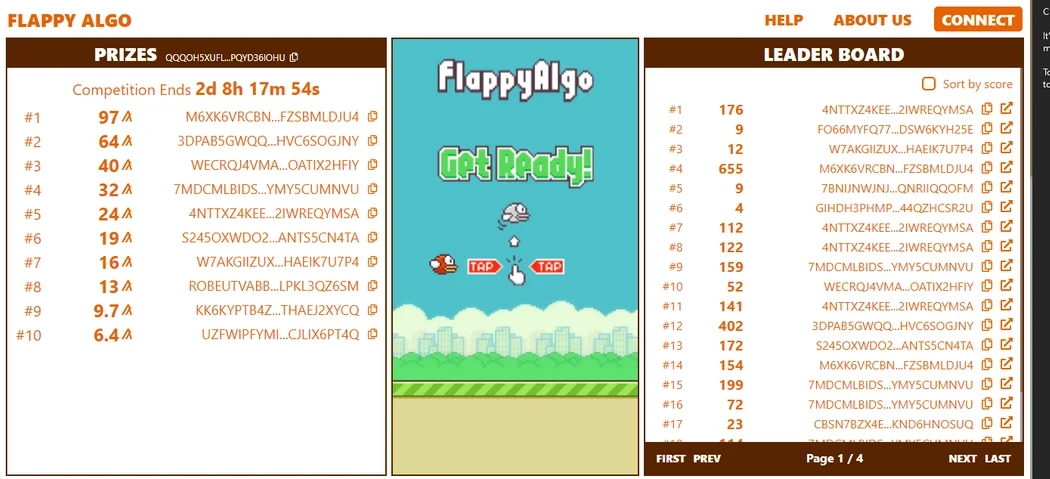 FLAPPY ALGO
HELP ABOUT US CONNECT
PRIZES QQQOH5XUFL...PQYD36IOHU
Competition Ends 2d 8h 17m 54s
#1 97 M6XK6VRCBN...FZSBMLDJU4
#2 64 3DPAB5GWQQ...HVC6SOGJNY
#3 40 WECRQJ4VMA...OATIX2HFIY
#4 32 7MDCMLBIDS...YMY5CUMNVU
#5 24 4NTTXZ4KEE...2IWREQYMSA
#6 19 S245OXWDO2...ANTS5CN4TA
#7 16 W7AKGIIZUX...HAEIK7U7P4
#8 13 ROBEUTVABB...LPKL3QZ6SM
#9 9.7 KK6KYPTB4Z...THAEJ2XYCQ
#10 6.4 UZFWIPFYMI...CJLIX6PT4Q
FlappyAlgo
Get Ready!
TAP TAP
LEADER BOARD
Sort by score
#1 176 4NTTXZ4KEE...2IWREQYMSA
#2 9 FO66MYFQ77...DSW6KYH25E
#3 12 W7AKGIIZUX...HAEIK7U7P4
#4 655 M6XK6VRCBN...FZSBMLDJU4
#5 9 7BNIJNWJNJ...QNRIIQQOFM
#6 4 GIHDH3PHMP...44QZHCSR2U
#7 112 4NTTXZ4KEE...2IWREQYMSA
#8 122 4NTTXZ4KEE...2IWREQYMSA
#9 159 7MDCMLBIDS...YMY5CUMNVU
#10 52 WECRQJ4VMA...OATIX2HFIY
#11 141 4NTTXZ4KEE...2IWREQYMSA
#12 402 3DPAB5GWQQ...HVC6SOGJNY
#13 172 S245OXWDO2...ANTS5CN4TA
#14 154 M6XK6VRCBN...FZSBMLDJU4
#15 199 7MDCMLBIDS...YMY5CUMNVU
#16 72 7MDCMLBIDS...YMY5CUMNVU
#17 23 CBSN7BZX4E...KND6HNOSUQ
FIRST PREV Page 1 / 4 NEXT LAST